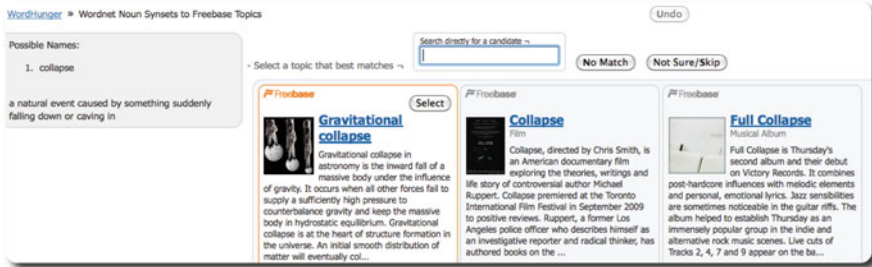 WordHunger » Wordnet Noun Synsets to Freebase Topics
Undo
Possible Names:
1. collapse
a natural event caused by something suddenly
falling down or caving in
Search directly for a candidate ¬
- Select a topic that best matches ¬
No Match
Not Sure/Skip
Freebase
Select
Gravitational
collapse
Gravitational collapse in
astronomy is the inward fall of a
massive body under the influence
of gravity. It occurs when all other forces fail to
supply a sufficiently high pressure to
counterbalance gravity and keep the massive
body in hydrostatic equilibrium. Gravitational
collapse is at the heart of structure formation in
the universe. An initial smooth distribution of
matter will eventually col...
Freebase
Collapse
Film
Collapse, directed by Chris Smith, is
an American documentary film
exploring the theories, writings and
life story of controversial author Michael
Ruppert. Collapse premiered at the Toronto
International Film Festival in September 2009
to positive reviews. Ruppert, a former Los
Angeles police officer who describes himself as
an investigative reporter and radical thinker, has
authored books on the ...
Freebase
Full Collapse
Musical Album
Full Collapse is Thursday's
second album and their debut
on Victory Records. It combines
post-hardcore influences with melodic elements
and personal, emotional lyrics. Jazz sensibilities
are sometimes noticeable in the guitar riffs. The
album helped to establish Thursday as an
immensely popular group in the indie and
alternative rock music scenes. Live cuts of
Tracks 2, 4, 7 and 9 appear on the ba...